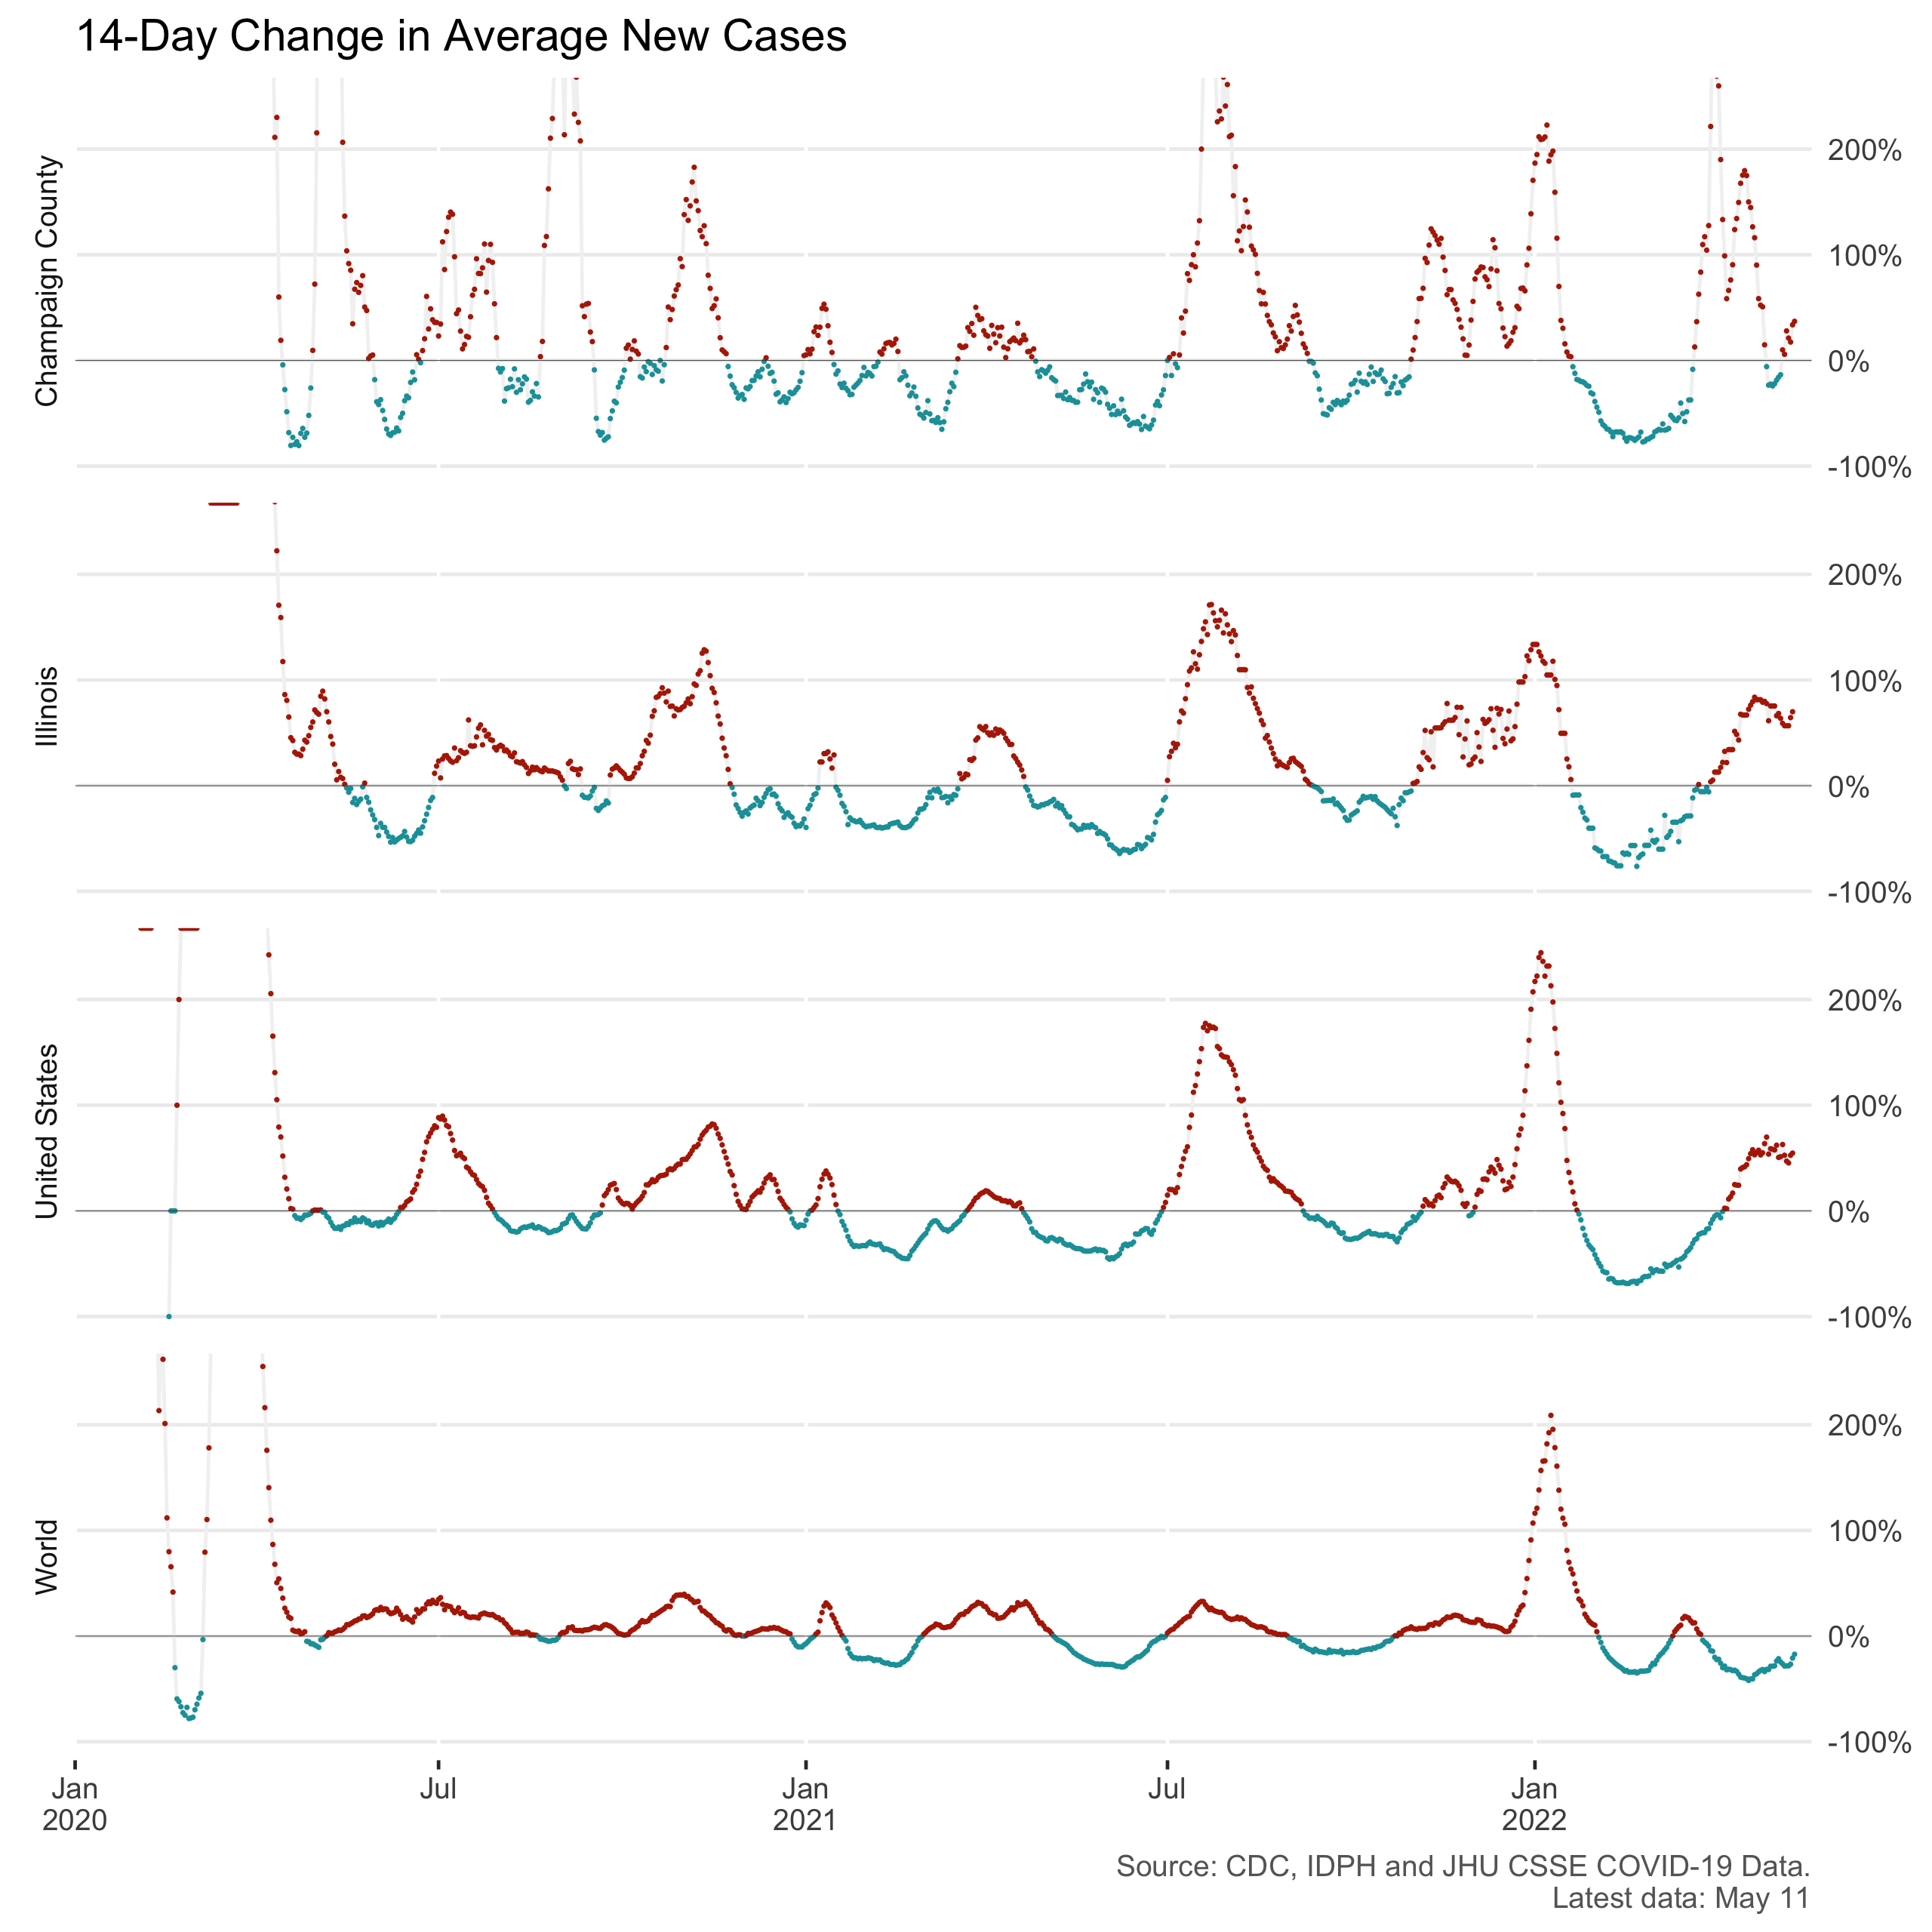 14-Day Change in Average New Cases
Champaign County
200%
100%
0%
-100%
Illinois
200%
100%
0%
-100%
United States
200%
100%
0%
-100%
World
200%
100%
0%
-100%
Jan Jul Jan Jul Jan
2020 2021 2022
Source: CDC, IDPH and JHU CSSE COVID-19 Data.
Latest data: May 11